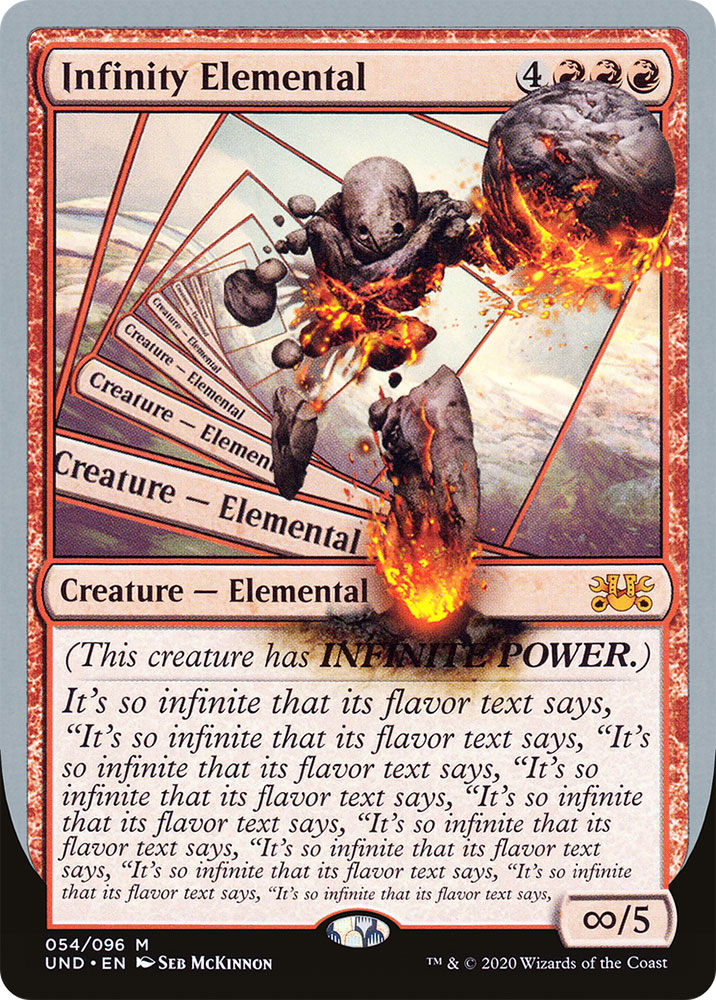 Infinity Elemental 4
Creature — Elemental
Creature — Elemental
Creature — Elemen
Creature — Elemental
Creature — Elemental
Creature — Elemental
(This creature has INFINITE POWER.)
It's so infinite that its flavor text says,
“It's so infinite that its flavor text says, “It's
so infinite that its flavor text says, “It's so
infinite that its flavor text says, “It's so infinite
that its flavor text says, “It's so infinite that its
flavor text says, “It's so infinite that its flavor text
says, “It's so infinite that its flavor text says, “It's so infinite
that its flavor text says, “It's so infinite that its flavor text says,
∞/5
054/096 M
UND • EN Seb McKinnon
™ & © 2020 Wizards of the Coast